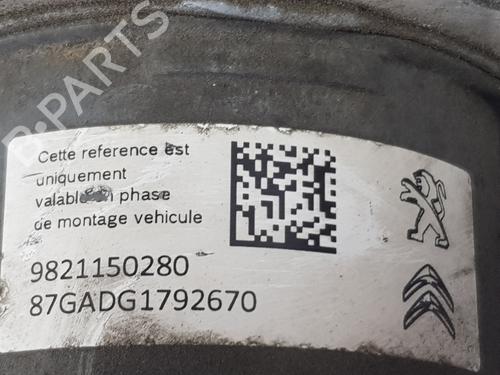 B-PARTS
Cette reference est
uniquement
valable phase
de montage vehicule
9821150280
87GADG1792670